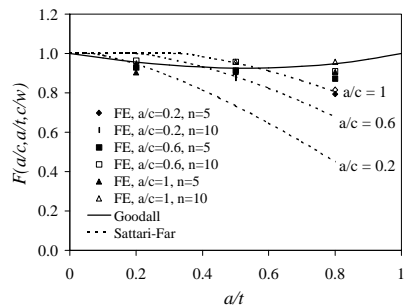 1.2
1.0
0.8
0.6
0.4
0.2
0.0
F(a/c,a/t,c/w)
a/c = 1
a/c = 0.6
a/c = 0.2
FE, a/c=0.2, n=5
FE, a/c=0.2, n=10
FE, a/c=0.6, n=5
FE, a/c=0.6, n=10
FE, a/c=1, n=5
FE, a/c=1, n=10
Goodall
Sattari-Far
0 0.2 0.4 0.6 0.8 1
a/t